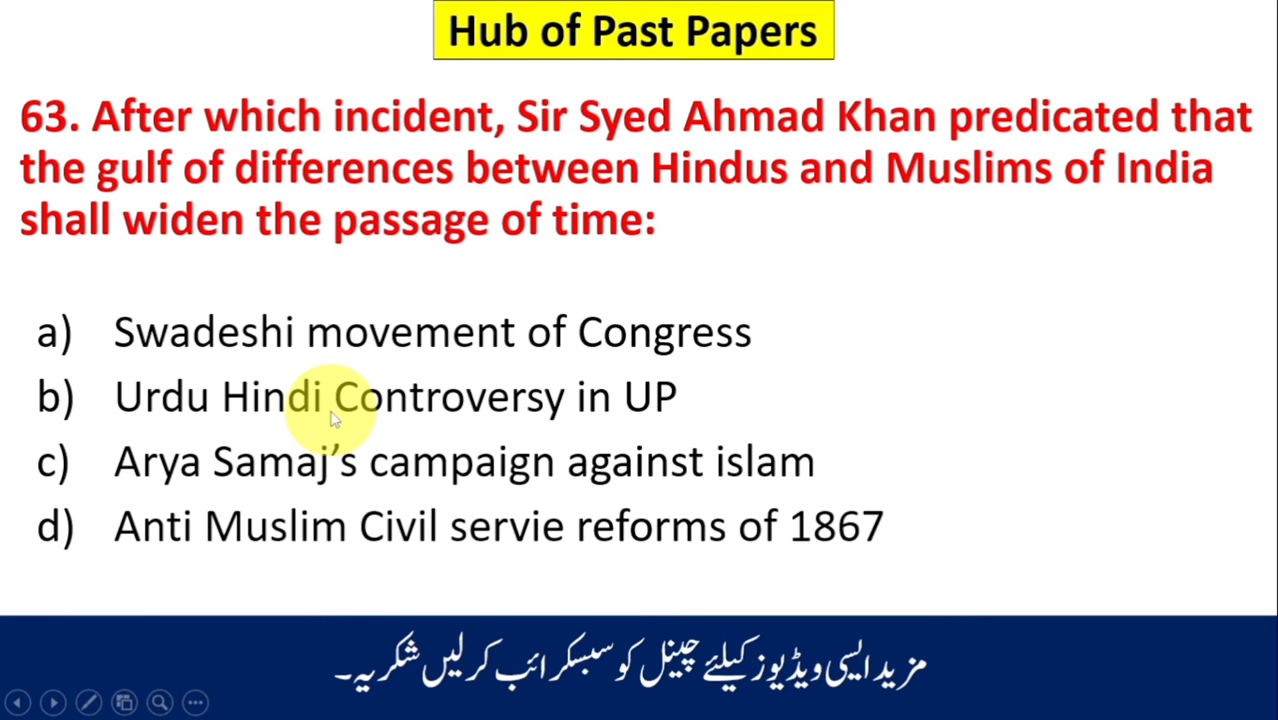 Hub of Past Papers
63. After which incident, Sir Syed Ahmad Khan predicated that
the gulf of differences between Hindus and Muslims of India
shall widen the passage of time:
a) Swadeshi movement of Congress
b) Urdu Hindi Controversy in UP
c) Arya Samaj’s campaign against islam
d) Anti Muslim Civil servie reforms of 1867
مزید ایسی ویڈیوز کیلئے چینل کو سبسکرائب کر لیں شکریہ۔